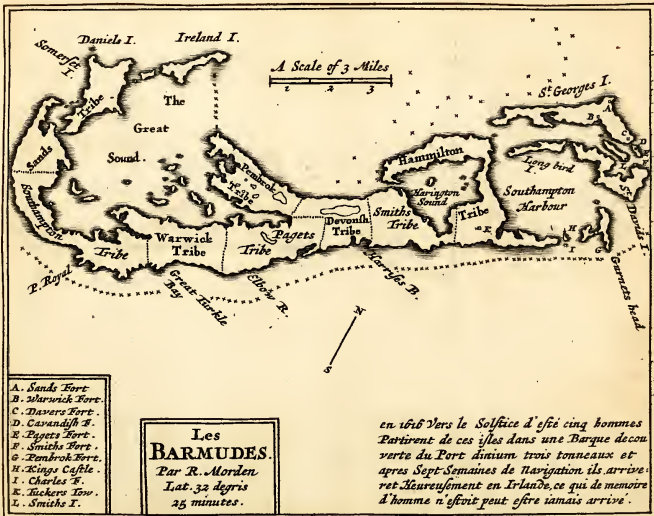 Daniels I.
Ireland I.
Somerset I.
A Scale of 3 Miles
1 2 3
St Georges I.
The
Great
Sound.
Tribe
Sands
Pembrok
Tribe
Hammilton
Harington
Sound
Long bird
I.
Southampton
Harbour
St Davids I.
Southampton
Tribe
Warwick
Tribe
Pagets
Tribe
Devonsh
Tribe
Smiths
Tribe
Tribe
A
B
C
D
E
K
H
I
G
P. Royal
Great Turkle
Bay
Elbow R.
Harryses B.
Gurnets head
N
S
A. Sands Fort
B. Warwick Fort.
C. Davers Fort.
D. Cavandish F.
E. Pagets Fort.
F. Smiths Fort.
G. Pembrok Fort.
H. Kings Castle.
I. Charles F.
K. Tuckers Tow.
L. Smiths I.
Les
BARMUDES.
Par R. Morden
Lat. 32 degris
25 minutes.
en 1616 Vers le Solstice d'esté cinq hommes
Partirent de ces isles dans une Barque decou
verte du Port dinium trois tonneaux et
apres Sept Semaines de Navigation ils arrive:
ret Heureusement en Irlande, ce qui de memoire
d'homme n'estoit peut estre iamais arrivé.